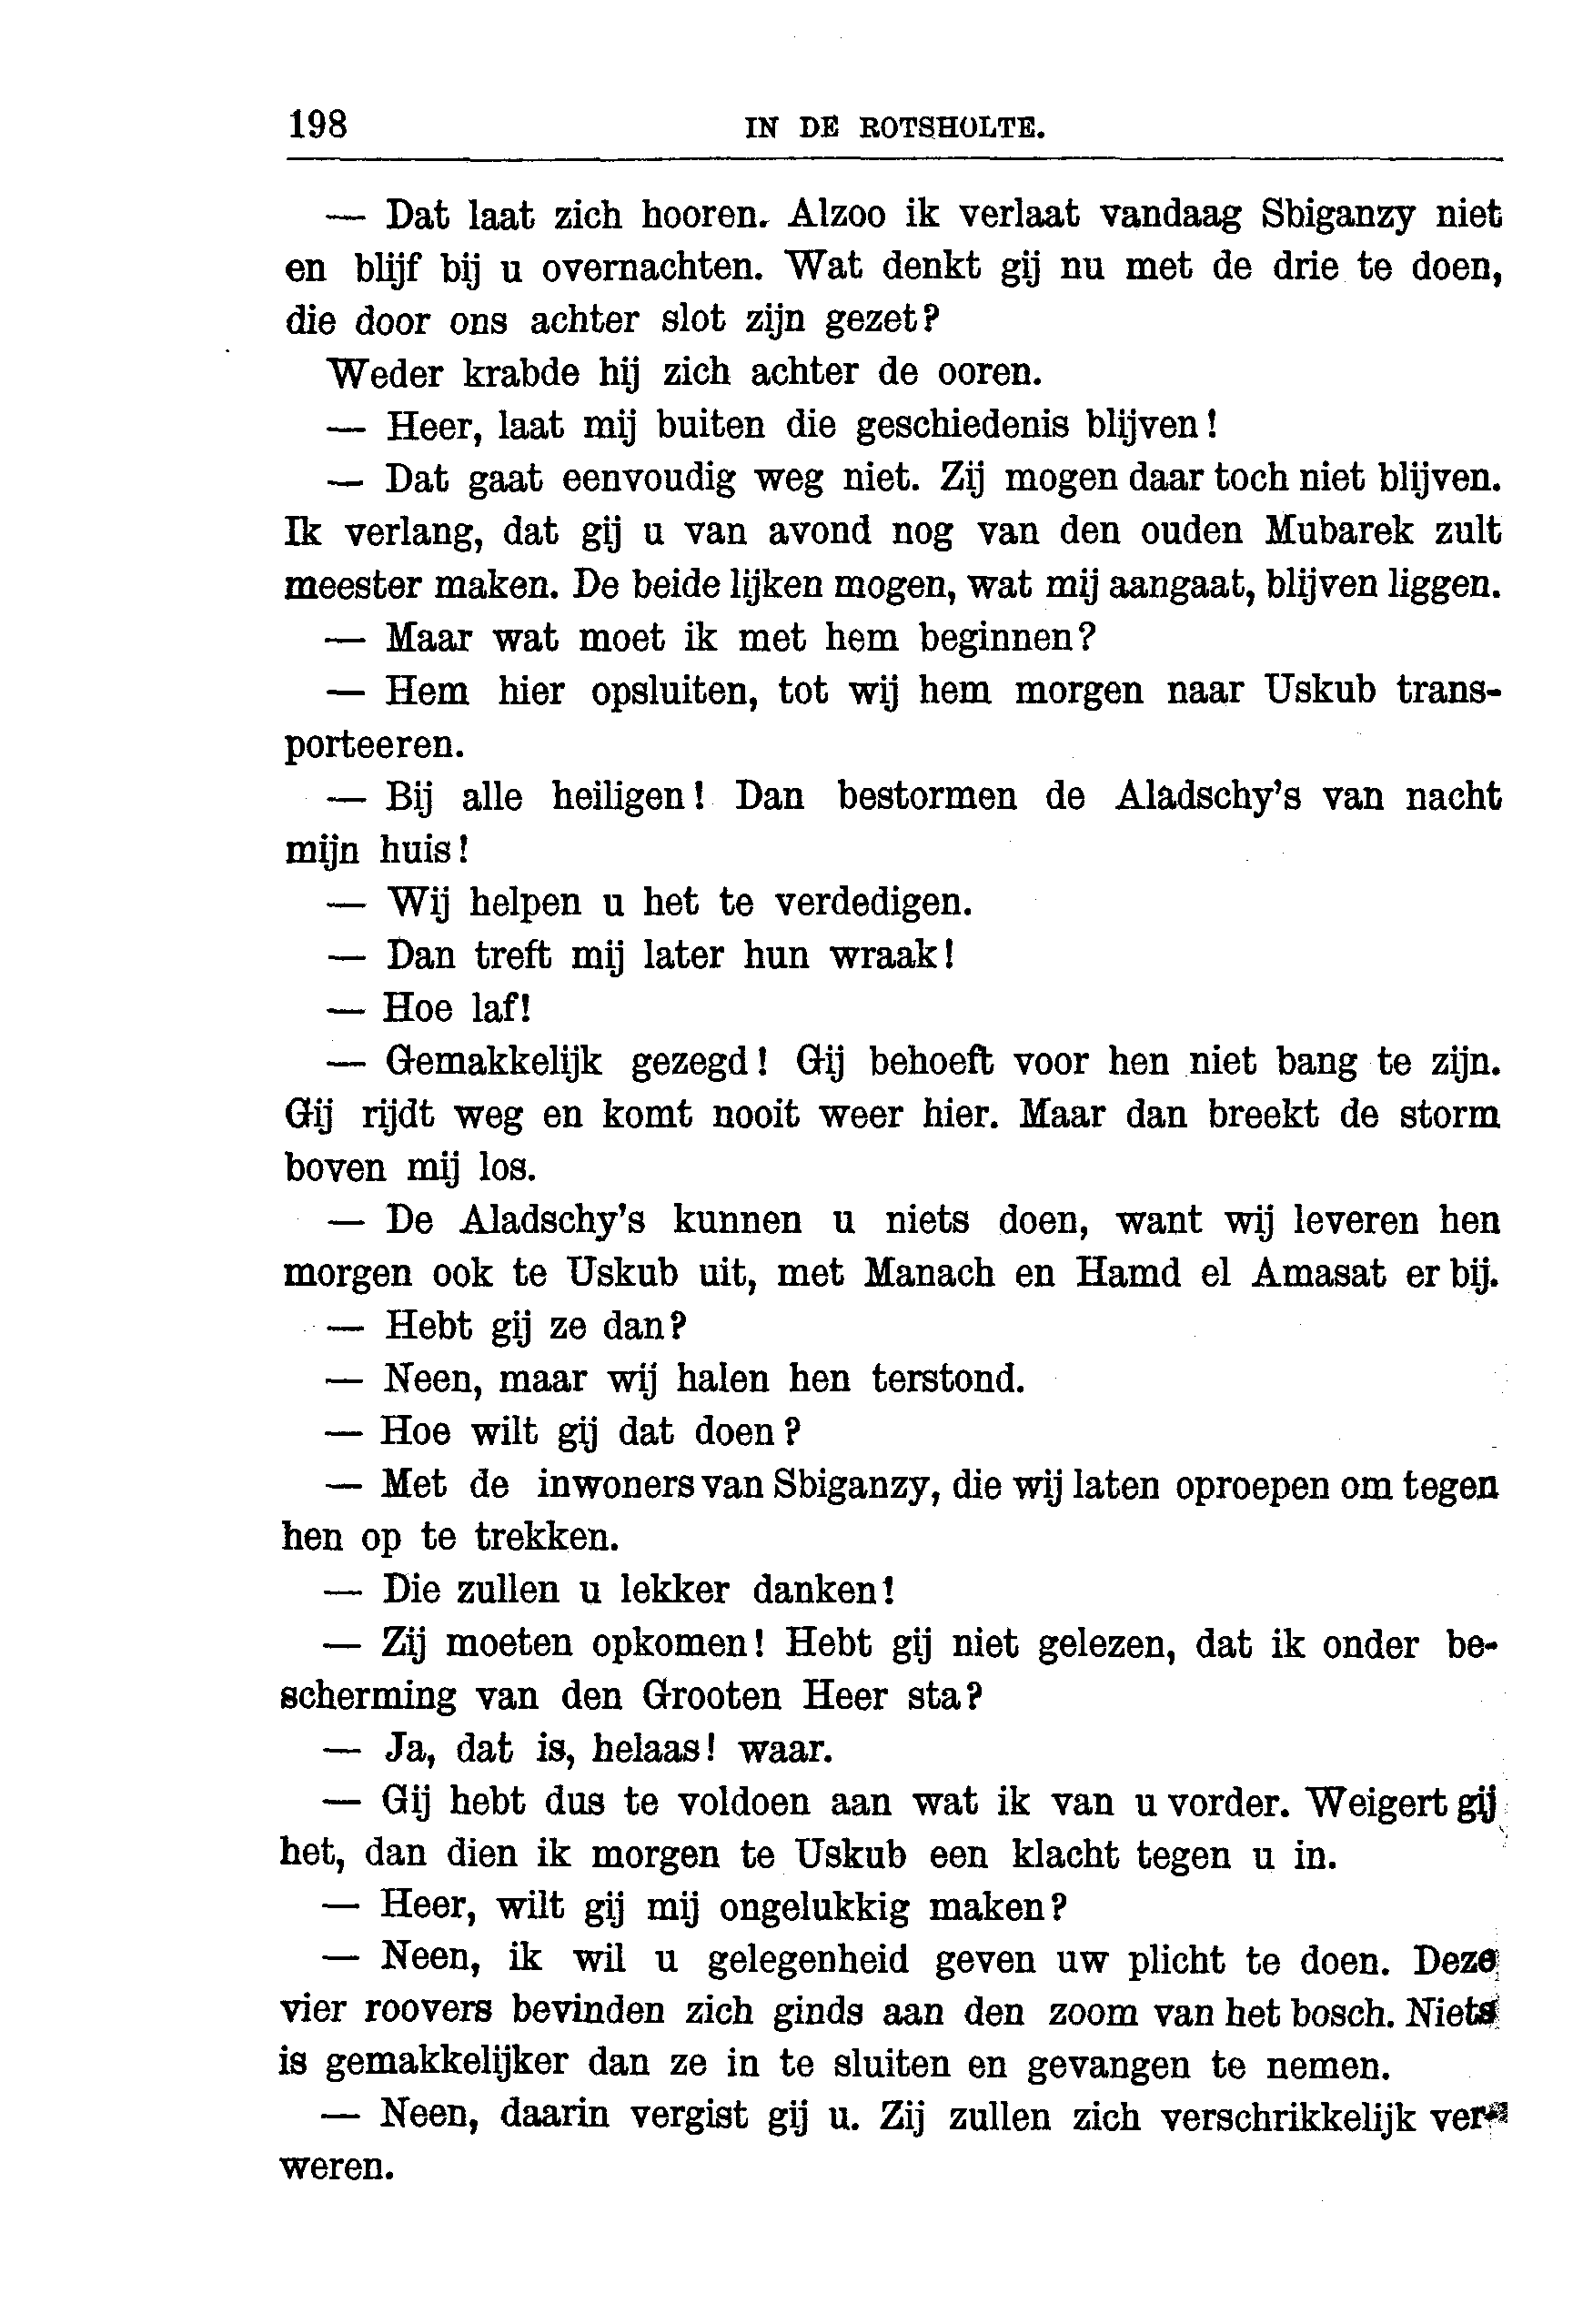 198 IN DE ROTSHOLTE.
— Dat laat zich hooren. Alzoo ik verlaat vandaag Sbiganzy niet
en blijf bij u overnachten. Wat denkt gij nu met de drie te doen,
die door ons achter slot zijn gezet?
Weder krabde hij zich achter de ooren.
— Heer, laat mij buiten die geschiedenis blijven!
— Dat gaat eenvoudig weg niet. Zij mogen daar toch niet blijven.
Ik verlang, dat gij u van avond nog van den ouden Mubarek zult
meester maken. De beide lijken mogen, wat mij aangaat, blijven liggen.
— Maar wat moet ik met hem beginnen?
— Hem hier opsluiten, tot wij hem morgen naar Uskub trans-
porteeren.
— Bij alle heiligen! Dan bestormen de Aladschy's van nacht
mijn huis!
— Wij helpen u het te verdedigen.
— Dan treft mij later hun wraak!
— Hoe laf!
— Gemakkelijk gezegd! Gij behoeft voor hen niet bang te zijn.
Gij rijdt weg en komt nooit weer hier. Maar dan breekt de storm
boven mij los.
— De Aladschy's kunnen u niets doen, want wij leveren hen
morgen ook te Uskub uit, met Manach en Hamd el Amasat er bij.
— Hebt gij ze dan?
— Neen, maar wij halen hen terstond.
— Hoe wilt gij dat doen?
— Met de inwoners van Sbiganzy, die wij laten oproepen om tegen
hen op te trekken.
— Die zullen u lekker danken!
— Zij moeten opkomen! Hebt gij niet gelezen, dat ik onder be-
scherming van den Grooten Heer sta?
— Ja, dat is, helaas! waar.
— Gij hebt dus te voldoen aan wat ik van u vorder. Weigert gij
het, dan dien ik morgen te Uskub een klacht tegen u in.
— Heer, wilt gij mij ongelukkig maken?
— Neen, ik wil u gelegenheid geven uw plicht te doen. Deze
vier roovers bevinden zich ginds aan den zoom van het bosch. Niets
is gemakkelijker dan ze in te sluiten en gevangen te nemen.
— Neen, daarin vergist gij u. Zij zullen zich verschrikkelijk ver-
weren.